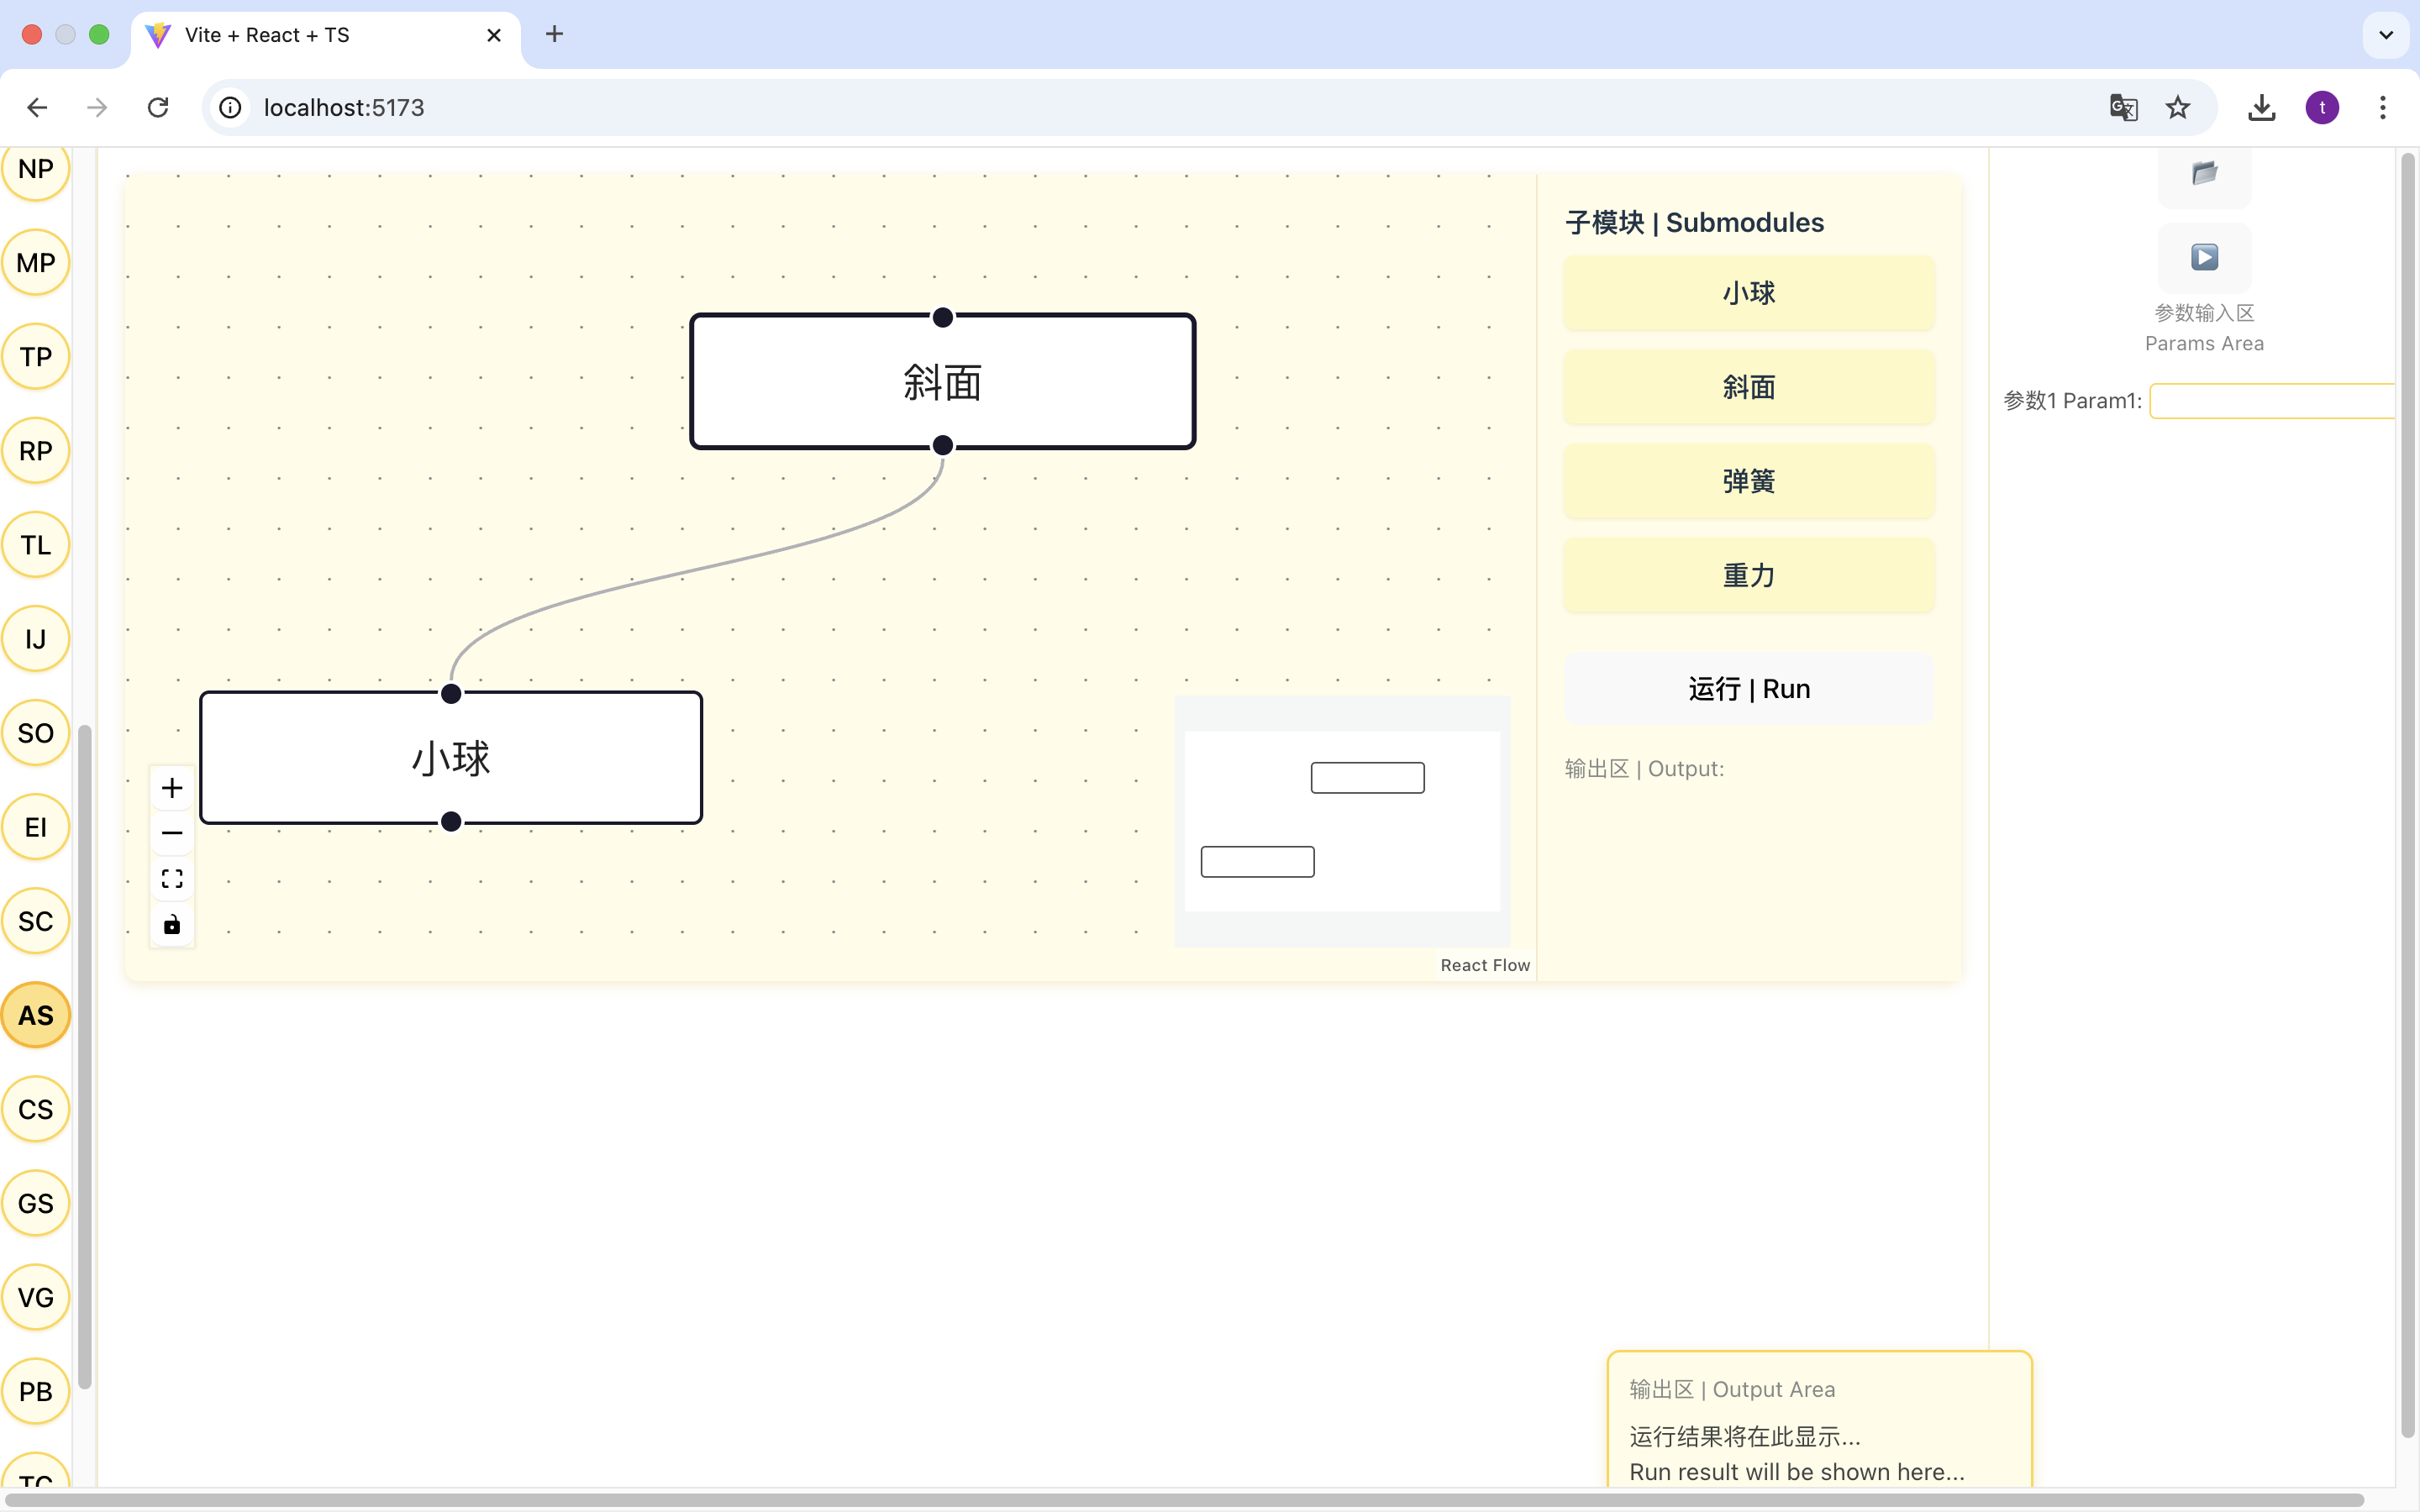 Vite + React + TS
localhost:5173
t
NP
MP
TP
RP
TL
IJ
SO
EI
SC
AS
CS
GS
VG
PB
斜面
小球
React Flow
子模块 | Submodules
小球
斜面
弹簧
重力
运行 | Run
输出区 | Output:
参数输入区
Params Area
参数1 Param1:
输出区 | Output Area
运行结果将在此显示...
Run result will be shown here...